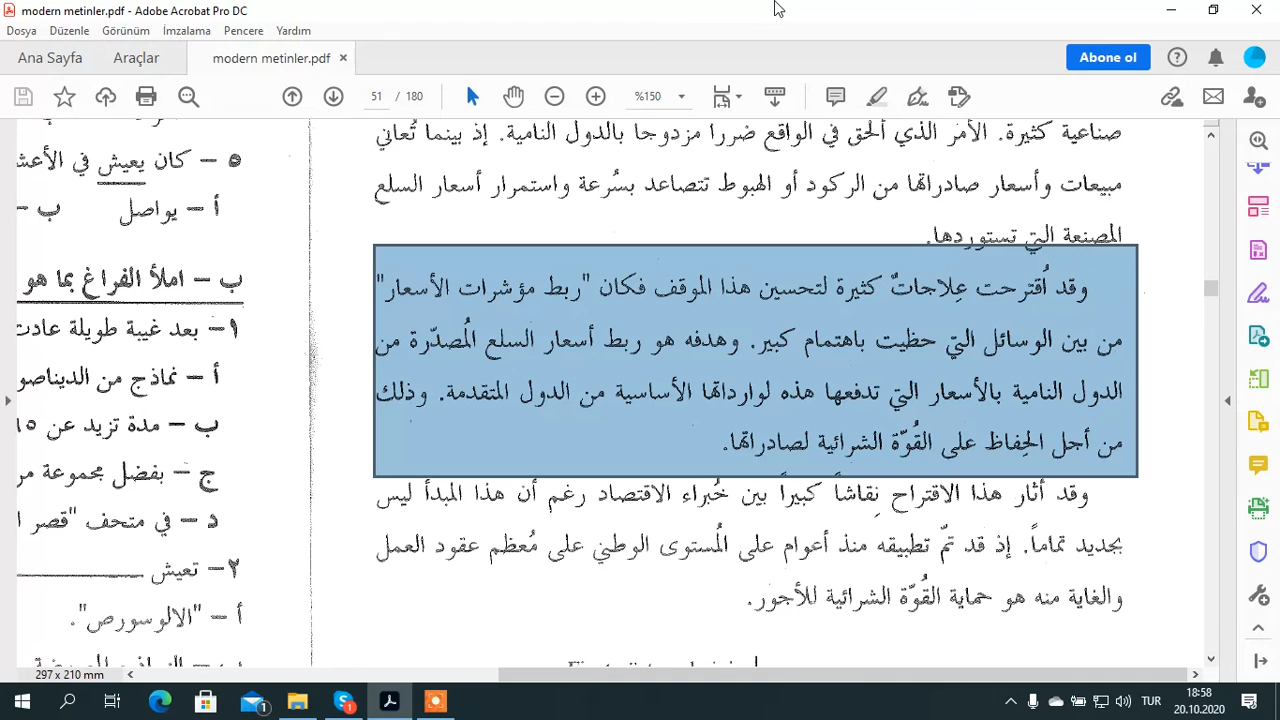 modern metinler.pdf - Adobe Acrobat Pro DC
Dosya Düzenle Görünüm İmzalama Pencere Yardım
Ana Sayfa Araçlar modern metinler.pdf × Abone ol
51 / 180 %150
صناعية كثيرة. الأمر الذي ألحق في الواقع ضررا مزدوجا بالدول النامية. إذ بينما تُعاني
مبيعات وأسعار صادراتها من الركود أو الهبوط تتصاعد بسُرعة واستمرار أسعار السلع
المصنعة التي تستوردها.
وقد اُقترحت عِلاجاتٌ كثيرة لتحسين هذا الموقف فكان "ربط مؤشرات الأسعار"
من بين الوسائل التي حظيت باهتمام كبير. وهدفه هو ربط أسعار السلع المُصدّرة من
الدول النامية بالأسعار التي تدفعها هذه لوارداتها الأساسية من الدول المتقدمة. وذلك
من أجل الحِفاظ على القُوّة الشرائية لصادراتها.
وقد أثار هذا الاقتراح نِقاشاً كبيراً بين خُبراء الاقتصاد رغم أن هذا المبدأ ليس
بجديد تماماً. إذ قد تمّ تطبيقه منذ أعوام على المُستوى الوطني على مُعظم عقود العمل
والغاية منه هو حماية القُوّة الشرائية للأجور.
٥ – كان يعيش في الأعش
أ – يواصل ب –
ب – املأ الفراغ بما هو
١– بعد غيبة طويلة عادت
أ – نماذج من الديناصو
ب – مدة تزيد عن ٦٥
ج – بفضل مجموعة مر
د – في متحف "قصر ا
٢– تعيش
أ – "الالوسورص".
297 x 210 mm
1 1 TUR 18:58
20.10.2020